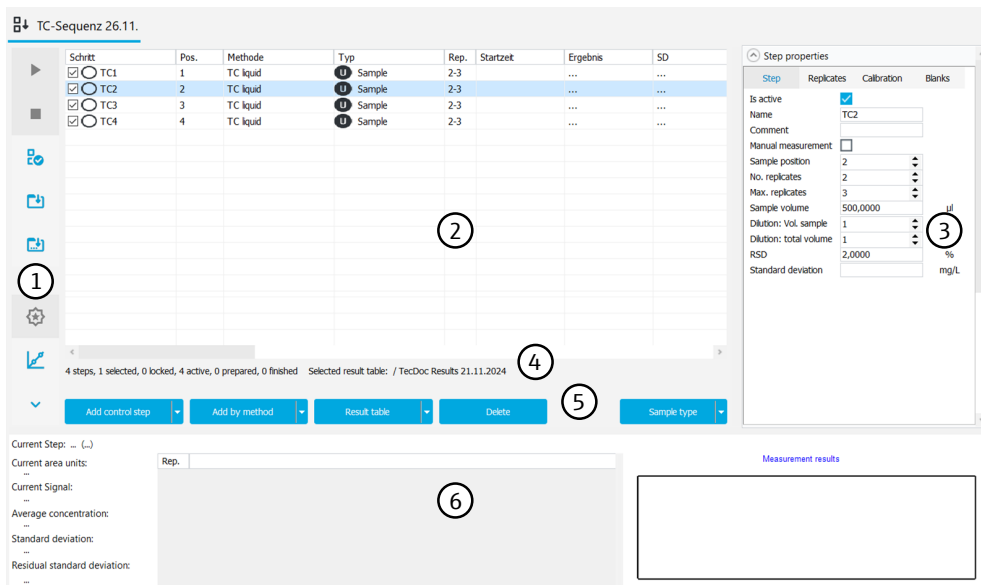 TC-Sequenz 26.11.
Schritt Pos. Methode Typ Rep. Startzeit Ergebnis SD
TC1 1 TC liquid U Sample 2-3 ... ...
TC2 2 TC liquid U Sample 2-3 ... ...
TC3 3 TC liquid U Sample 2-3 ... ...
TC4 4 TC liquid U Sample 2-3 ... ...
1
2
4 steps, 1 selected, 0 locked, 4 active, 0 prepared, 0 finished Selected result table: / TecDoc Results 21.11.2024
4
Add control step Add by method Result table Delete Sample type
5
Step properties
Step Replicates Calibration Blanks
Is active
Name TC2
Comment
Manual measurement
Sample position 2
No. replicates 2
Max. replicates 3
Sample volume 500,0000 µl
Dilution: Vol. sample 1
Dilution: total volume 1
RSD 2,0000 %
Standard deviation mg/L
3
Current Step: ... (...)
Current area units:
...
Current Signal:
...
Average concentration:
...
Standard deviation:
...
Residual standard deviation:
...
Rep.
6
Measurement results